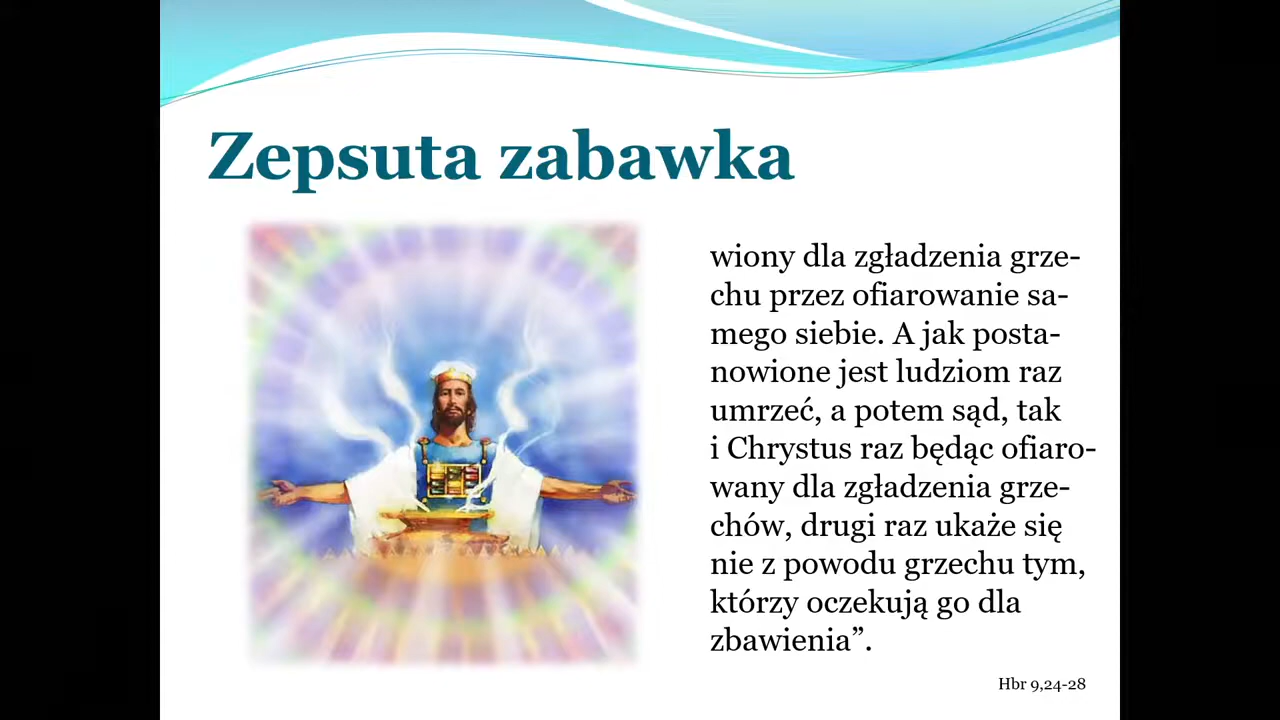 Zepsuta zabawka
wiony dla zgładzenia grze-
chu przez ofiarowanie sa-
mego siebie. A jak posta-
nowione jest ludziom raz
umrzeć, a potem sąd, tak
i Chrystus raz będąc ofiaro-
wany dla zgładzenia grze-
chów, drugi raz ukaże się
nie z powodu grzechu tym,
którzy oczekują go dla
zbawienia”.
Hbr 9,24-28